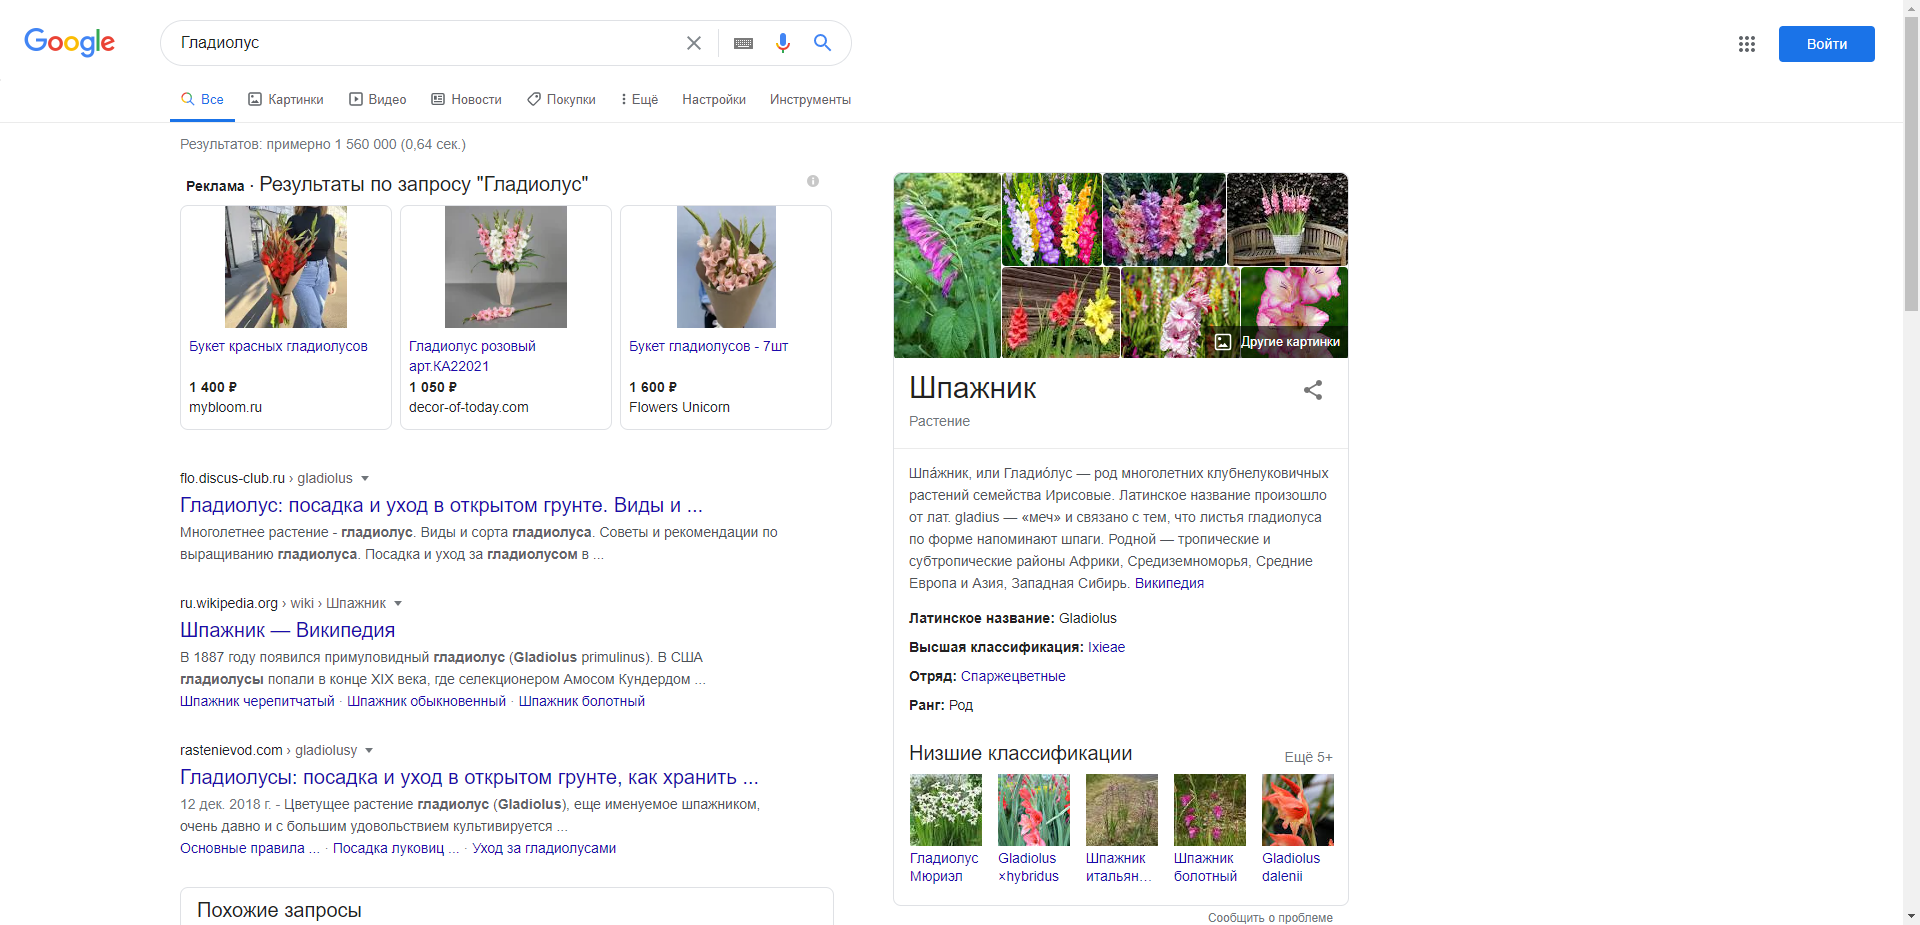 Google
Гладиолус
Войти
Все
Картинки
Видео
Новости
Покупки
Ещё
Настройки
Инструменты
Результатов: примерно 1 560 000 (0,64 сек.)
Реклама · Результаты по запросу "Гладиолус"
Букет красных гладиолусов
1 400 ₽
mybloom.ru
Гладиолус розовый
арт.КА22021
1 050 ₽
decor-of-today.com
Букет гладиолусов - 7шт
1 600 ₽
Flowers Unicorn
flo.discus-club.ru › gladiolus
Гладиолус: посадка и уход в открытом грунте. Виды и ...
Многолетнее растение - гладиолус. Виды и сорта гладиолуса. Советы и рекомендации по
выращиванию гладиолуса. Посадка и уход за гладиолусом в ...
ru.wikipedia.org › wiki › Шпажник
Шпажник — Википедия
В 1887 году появился примуловидный гладиолус (Gladiolus primulinus). В США
гладиолусы попали в конце XIX века, где селекционером Амосом Кундердом ...
Шпажник черепитчатый · Шпажник обыкновенный · Шпажник болотный
rastenievod.com › gladiolusy
Гладиолусы: посадка и уход в открытом грунте, как хранить ...
12 дек. 2018 г. - Цветущее растение гладиолус (Gladiolus), еще именуемое шпажником,
очень давно и с большим удовольствием культивируется ...
Основные правила ... · Посадка луковиц ... · Уход за гладиолусами
Похожие запросы
Другие картинки
Шпажник
Растение
Шпа́жник, или Гладио́лус — род многолетних клубнелуковичных
растений семейства Ирисовые. Латинское название произошло
от лат. gladius — «меч» и связано с тем, что листья гладиолуса
по форме напоминают шпаги. Родной — тропические и
субтропические районы Африки, Средиземноморья, Средние
Европа и Азия, Западная Сибирь. Википедия
Латинское название: Gladiolus
Высшая классификация: Ixieae
Отряд: Спаржецветные
Ранг: Род
Низшие классификации
Ещё 5+
Гладиолус
Мюриэл
Gladiolus
×hybridus
Шпажник
итальян...
Шпажник
болотный
Gladiolus
dalenii
Сообщить о проблеме